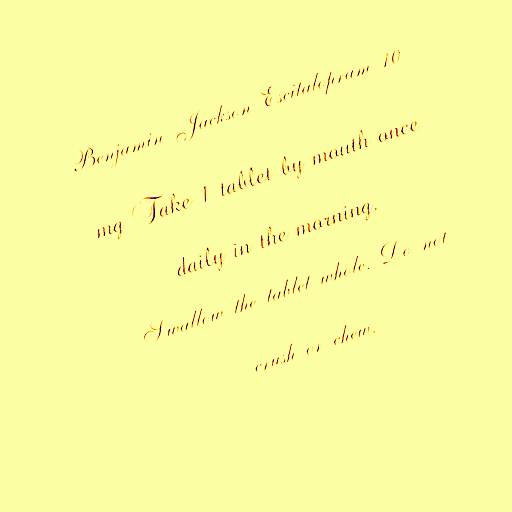 Benjamin Jackson Escitalopram 10
mg Take 1 tablet by mouth once
daily in the morning.
Swallow the tablet whole. Do not
crush or chew.